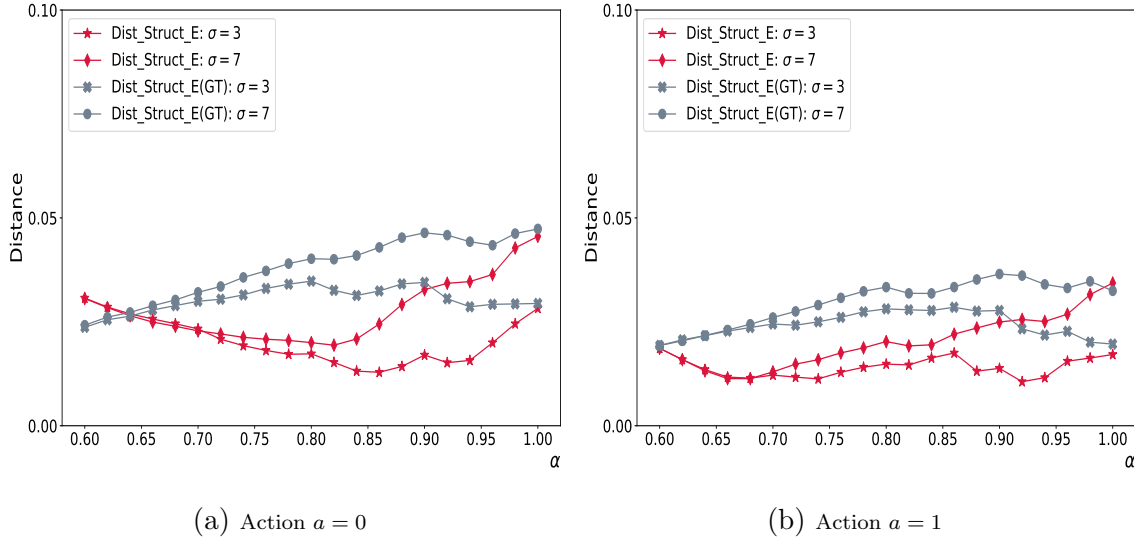 0.10
Dist_Struct_E: σ = 3
Dist_Struct_E: σ = 7
Dist_Struct_E(GT): σ = 3
Dist_Struct_E(GT): σ = 7
Distance
0.05
0.00
0.60 0.65 0.70 0.75 0.80 0.85 0.90 0.95 1.00
α
(a) Action a = 0
0.10
Dist_Struct_E: σ = 3
Dist_Struct_E: σ = 7
Dist_Struct_E(GT): σ = 3
Dist_Struct_E(GT): σ = 7
Distance
0.05
0.00
0.60 0.65 0.70 0.75 0.80 0.85 0.90 0.95 1.00
α
(b) Action a = 1